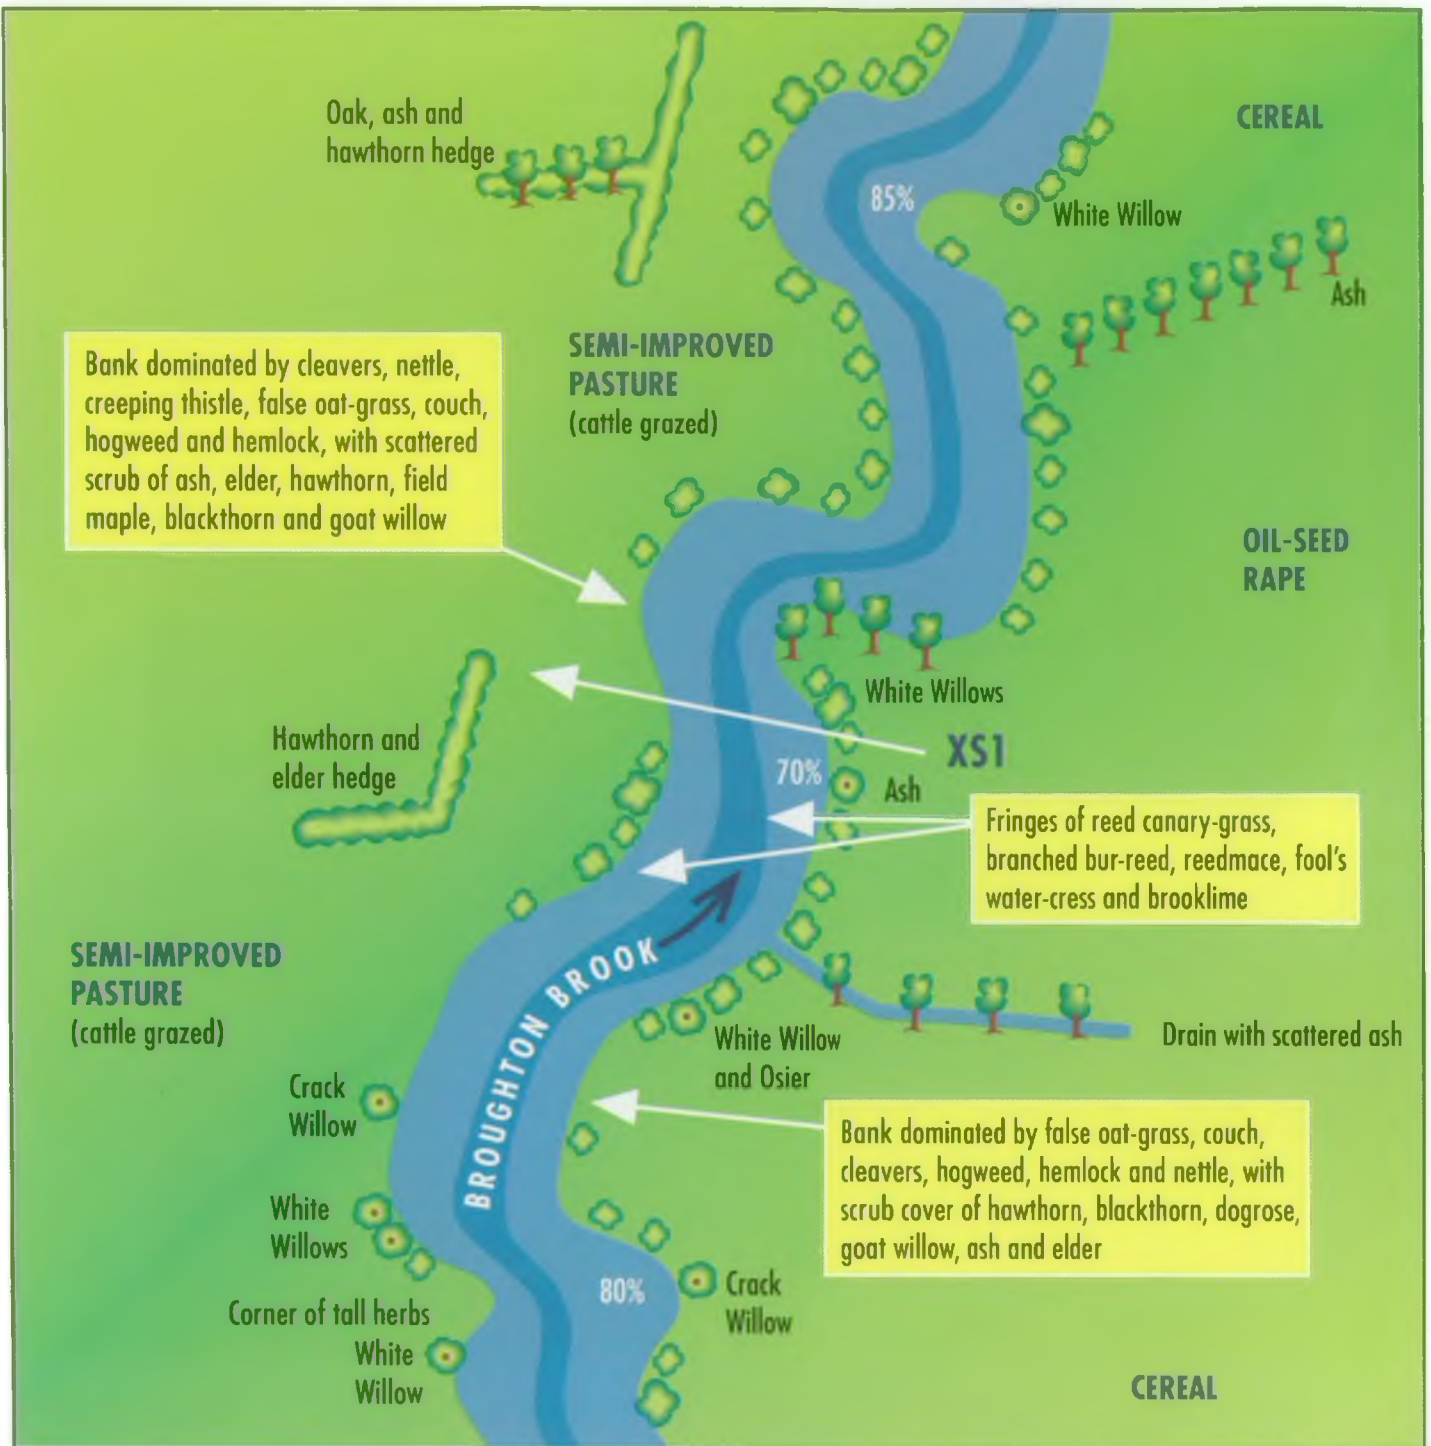 Oak, ash and
hawthorn hedge
CEREAL
85%
White Willow
Ash
SEMI-IMPROVED
PASTURE
(cattle grazed)
Bank dominated by cleavers, nettle,
creeping thistle, false oat-grass, couch,
hogweed and hemlock, with scattered
scrub of ash, elder, hawthorn, field
maple, blackthorn and goat willow
OIL-SEED
RAPE
White Willows
XS1
Hawthorn and
elder hedge
70%
Ash
Fringes of reed canary-grass,
branched bur-reed, reedmace, fool's
water-cress and brooklime
BROUGHTON BROOK
SEMI-IMPROVED
PASTURE
(cattle grazed)
White Willow
and Osier
Drain with scattered ash
Crack
Willow
Bank dominated by false oat-grass, couch,
cleavers, hogweed, hemlock and nettle, with
scrub cover of hawthorn, blackthorn, dogrose,
goat willow, ash and elder
White
Willows
80%
Crack
Willow
Corner of tall herbs
White
Willow
CEREAL